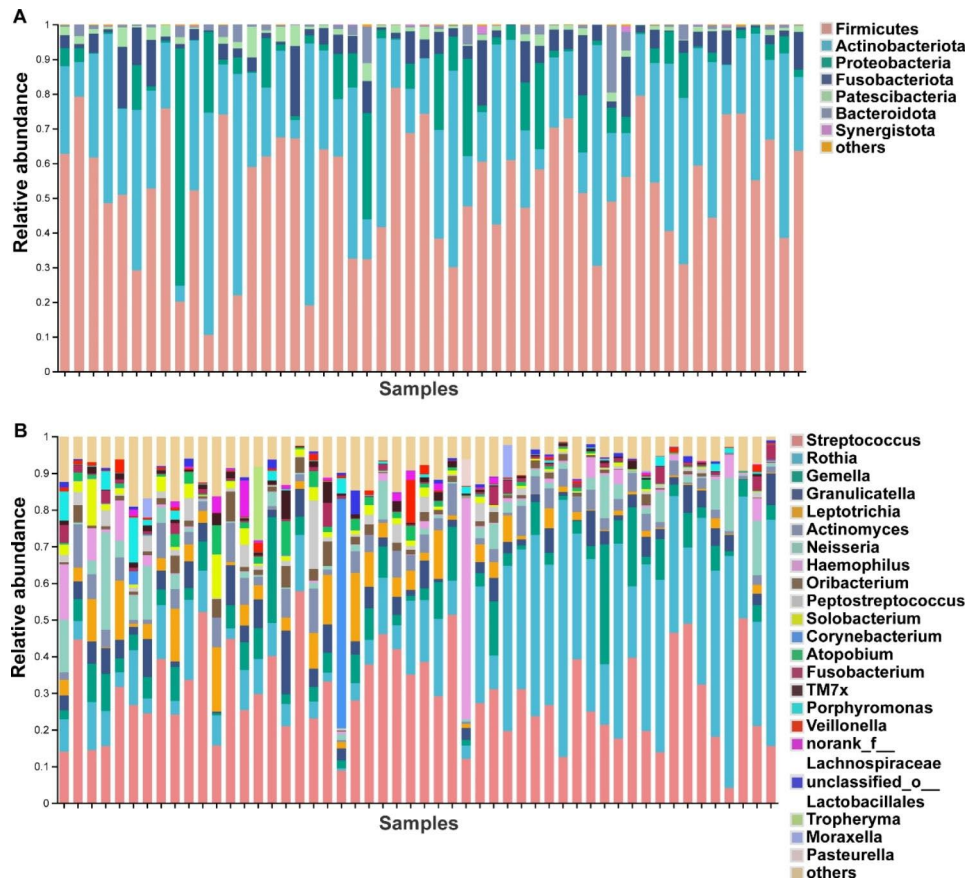 A
Relative abundance
1
0.9
0.8
0.7
0.6
0.5
0.4
0.3
0.2
0.1
0
Samples
Firmicutes
Actinobacteriota
Proteobacteria
Fusobacteriota
Patescibacteria
Bacteroidota
Synergistota
others
B
Relative abundance
1
0.9
0.8
0.7
0.6
0.5
0.4
0.3
0.2
0.1
0
Samples
Streptococcus
Rothia
Gemella
Granulicatella
Leptotrichia
Actinomyces
Neisseria
Haemophilus
Oribacterium
Peptostreptococcus
Solobacterium
Corynebacterium
Atopobium
Fusobacterium
TM7x
Porphyromonas
Veillonella
norank_f__
Lachnospiraceae
unclassified_o__
Lactobacillales
Tropheryma
Moraxella
Pasteurella
others